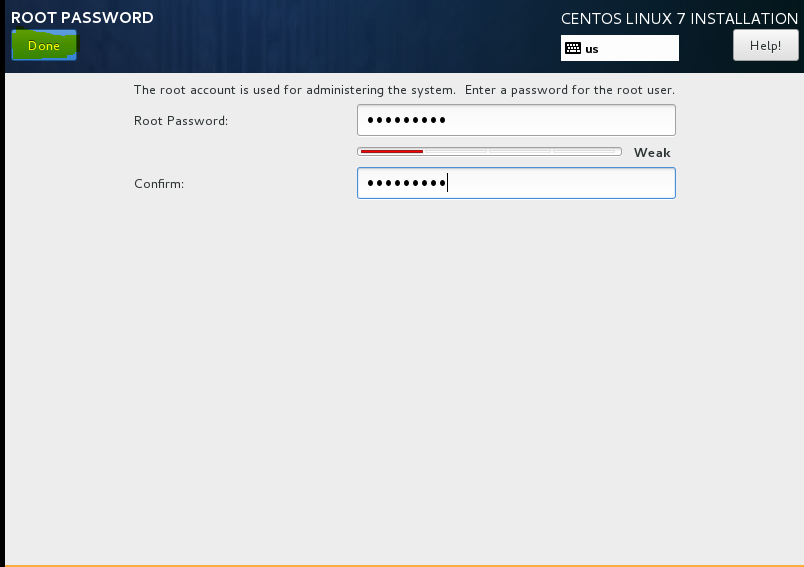 ROOT PASSWORD
CENTOS LINUX 7 INSTALLATION
Done
us
Help!
The root account is used for administering the system.  Enter a password for the root user.
Root Password:
●●●●●●●●●
Weak
Confirm:
●●●●●●●●●